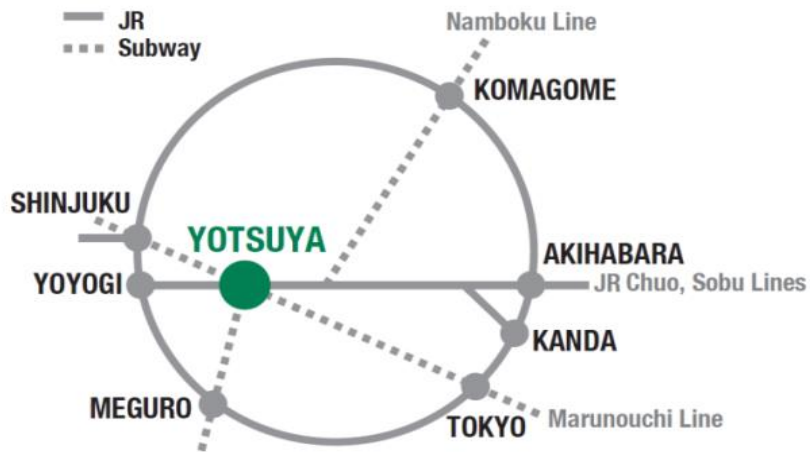 JR
Subway
Namboku Line
KOMAGOME
SHINJUKU
YOTSUYA
AKIHABARA
YOYOGI
JR Chuo, Sobu Lines
KANDA
MEGURO
TOKYO
Marunouchi Line